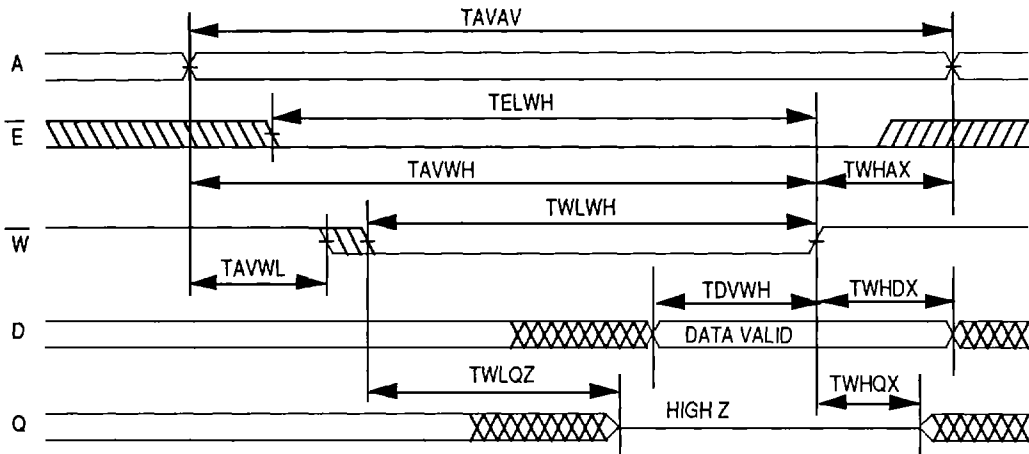 TAVAV
A
TELWH
E
TAVWH
TWHAX
TWLWH
W
TAVWL
TDVWH
TWHDX
D
DATA VALID
TWLQZ
TWHQX
HIGH Z
Q